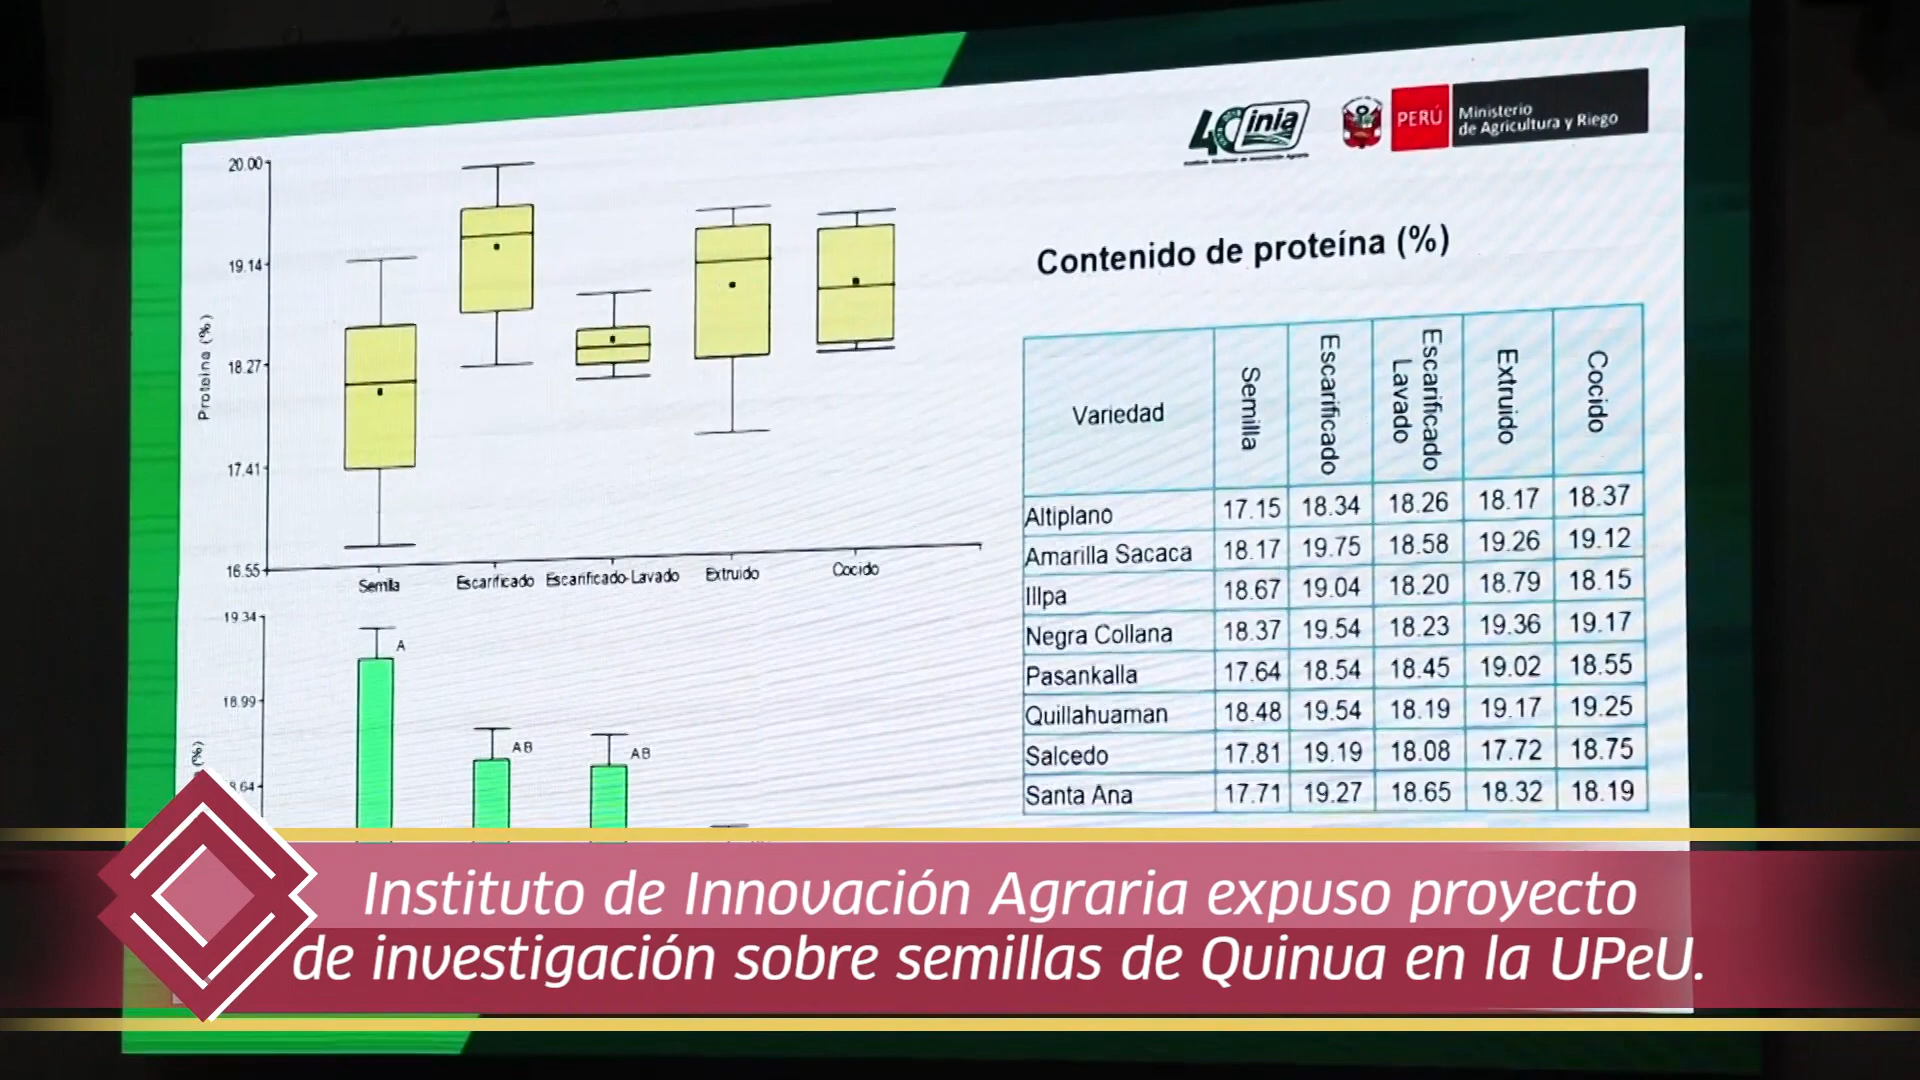 40 inia
PERÚ
Ministerio
de Agricultura y Riego
20.00
19.14
18.27
17.41
16.55
Proteina (%)
Semilla
Escarificado
Escarificado-Lavado
Extruido
Cocido
19.34
18.99
8.64
(%)
A
AB
AB
Contenido de proteína (%)
Variedad Semilla Escarificado Escarificado Lavado Extruido Cocido
Altiplano 17.15 18.34 18.26 18.17 18.37
Amarilla Sacaca 18.17 19.75 18.58 19.26 19.12
Illpa 18.67 19.04 18.20 18.79 18.15
Negra Collana 18.37 19.54 18.23 19.36 19.17
Pasankalla 17.64 18.54 18.45 19.02 18.55
Quillahuaman 18.48 19.54 18.19 19.17 19.25
Salcedo 17.81 19.19 18.08 17.72 18.75
Santa Ana 17.71 19.27 18.65 18.32 18.19
Instituto de Innovación Agraria expuso proyecto
de investigación sobre semillas de Quinua en la UPeU.